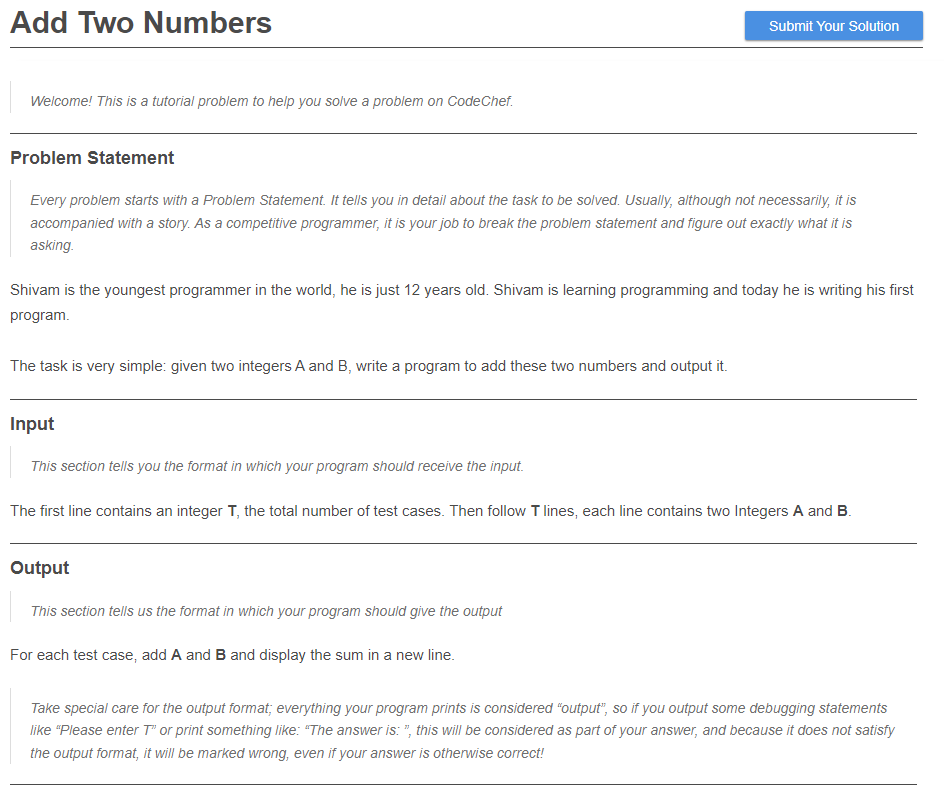 Add Two Numbers
Submit Your Solution
Welcome! This is a tutorial problem to help you solve a problem on CodeChef.
Problem Statement
Every problem starts with a Problem Statement. It tells you in detail about the task to be solved. Usually, although not necessarily, it is
accompanied with a story. As a competitive programmer, it is your job to break the problem statement and figure out exactly what it is
asking.
Shivam is the youngest programmer in the world, he is just 12 years old. Shivam is learning programming and today he is writing his first
program.
The task is very simple: given two integers A and B, write a program to add these two numbers and output it.
Input
This section tells you the format in which your program should receive the input.
The first line contains an integer T, the total number of test cases. Then follow T lines, each line contains two Integers A and B.
Output
This section tells us the format in which your program should give the output
For each test case, add A and B and display the sum in a new line.
Take special care for the output format; everything your program prints is considered “output”, so if you output some debugging statements
like “Please enter T” or print something like: “The answer is: ”, this will be considered as part of your answer, and because it does not satisfy
the output format, it will be marked wrong, even if your answer is otherwise correct!